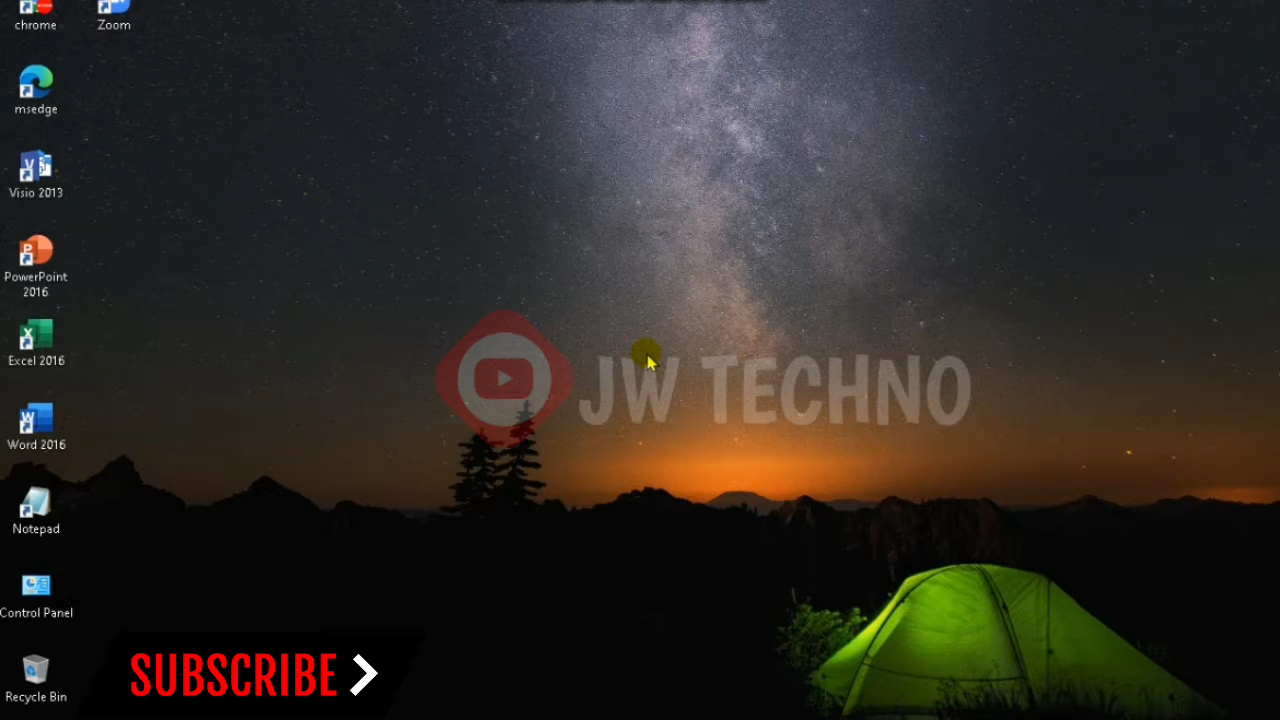 chrome
Zoom
msedge
Visio 2013
PowerPoint
2016
Excel 2016
JW TECHNO
Word 2016
Notepad
Control Panel
Recycle Bin
SUBSCRIBE